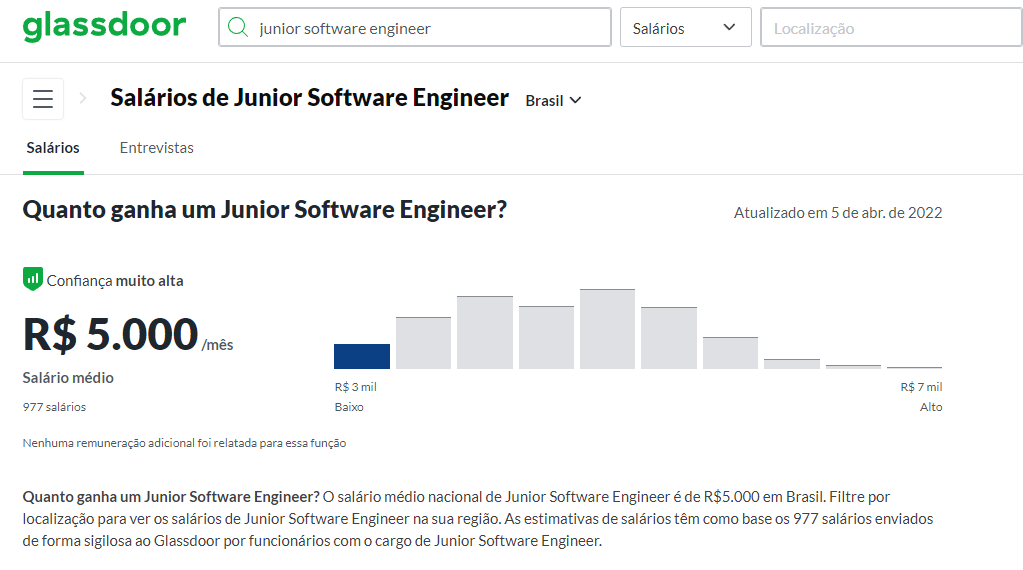 glassdoor
junior software engineer
Salários
Localização
Salários de Junior Software Engineer
Brasil
Salários
Entrevistas
Quanto ganha um Junior Software Engineer?
Atualizado em 5 de abr. de 2022
Confiança muito alta
R$ 5.000 /mês
Salário médio
977 salários
R$ 3 mil
Baixo
R$ 7 mil
Alto
Nenhuma remuneração adicional foi relatada para essa função
Quanto ganha um Junior Software Engineer? O salário médio nacional de Junior Software Engineer é de R$5.000 em Brasil. Filtre por
localização para ver os salários de Junior Software Engineer na sua região. As estimativas de salários têm como base os 977 salários enviados
de forma sigilosa ao Glassdoor por funcionários com o cargo de Junior Software Engineer.